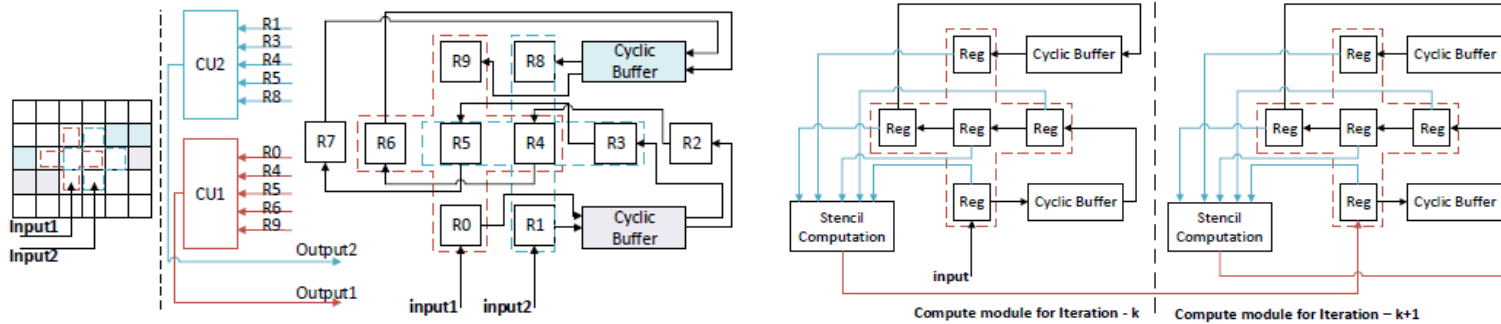 Input1
Input2
CU2
R1
R3
R4
R5
R8
CU1
R0
R4
R5
R6
R9
Output2
Output1
R9
R8
Cyclic
Buffer
R7
R6
R5
R4
R3
R2
R0
R1
Cyclic
Buffer
input1
input2
Reg
Cyclic Buffer
Reg
Reg
Reg
Reg
Cyclic Buffer
Stencil
Computation
input
Compute module for Iteration - k
Reg
Cyclic Buffer
Reg
Reg
Reg
Reg
Cyclic Buffer
Stencil
Computation
Compute module for Iteration – k+1